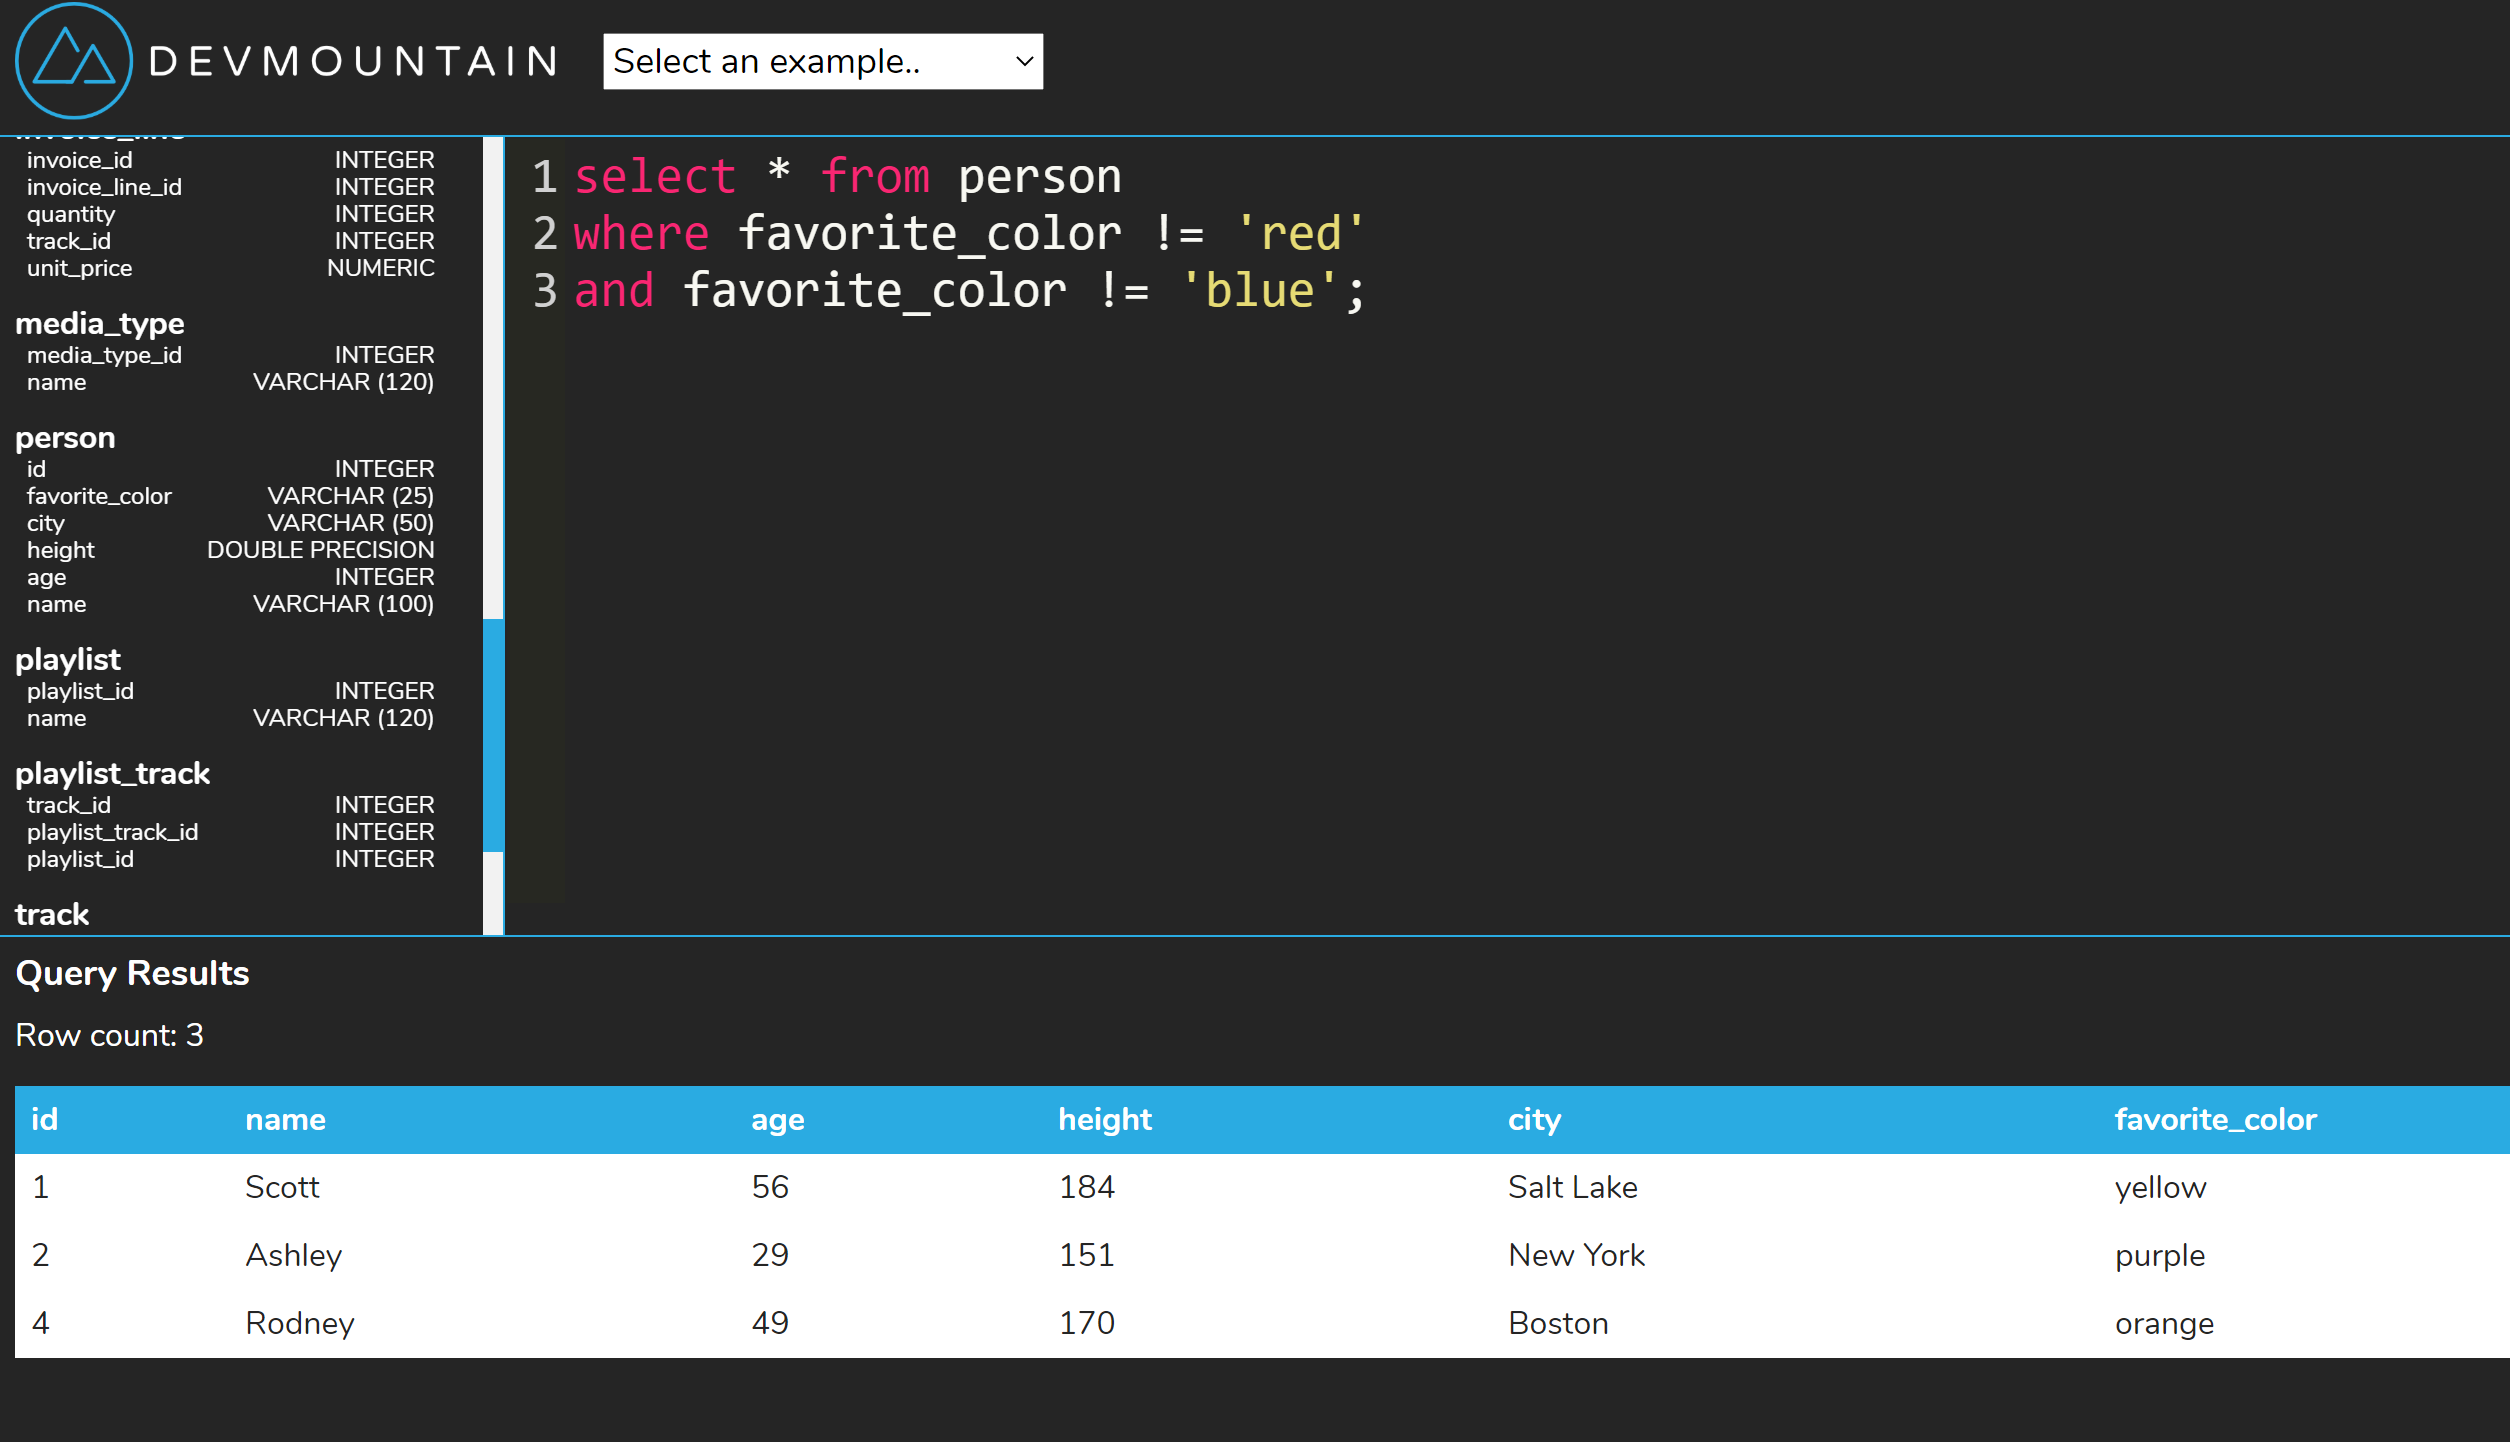 DEVMOUNTAIN
Select an example..
invoice_id INTEGER
invoice_line_id INTEGER
quantity INTEGER
track_id INTEGER
unit_price NUMERIC
media_type
media_type_id INTEGER
name VARCHAR (120)
person
id INTEGER
favorite_color VARCHAR (25)
city VARCHAR (50)
height DOUBLE PRECISION
age INTEGER
name VARCHAR (100)
playlist
playlist_id INTEGER
name VARCHAR (120)
playlist_track
track_id INTEGER
playlist_track_id INTEGER
playlist_id INTEGER
track
1 select * from person
2 where favorite_color != 'red'
3 and favorite_color != 'blue';
Query Results
Row count: 3
id name age height city favorite_color
1 Scott 56 184 Salt Lake yellow
2 Ashley 29 151 New York purple
4 Rodney 49 170 Boston orange